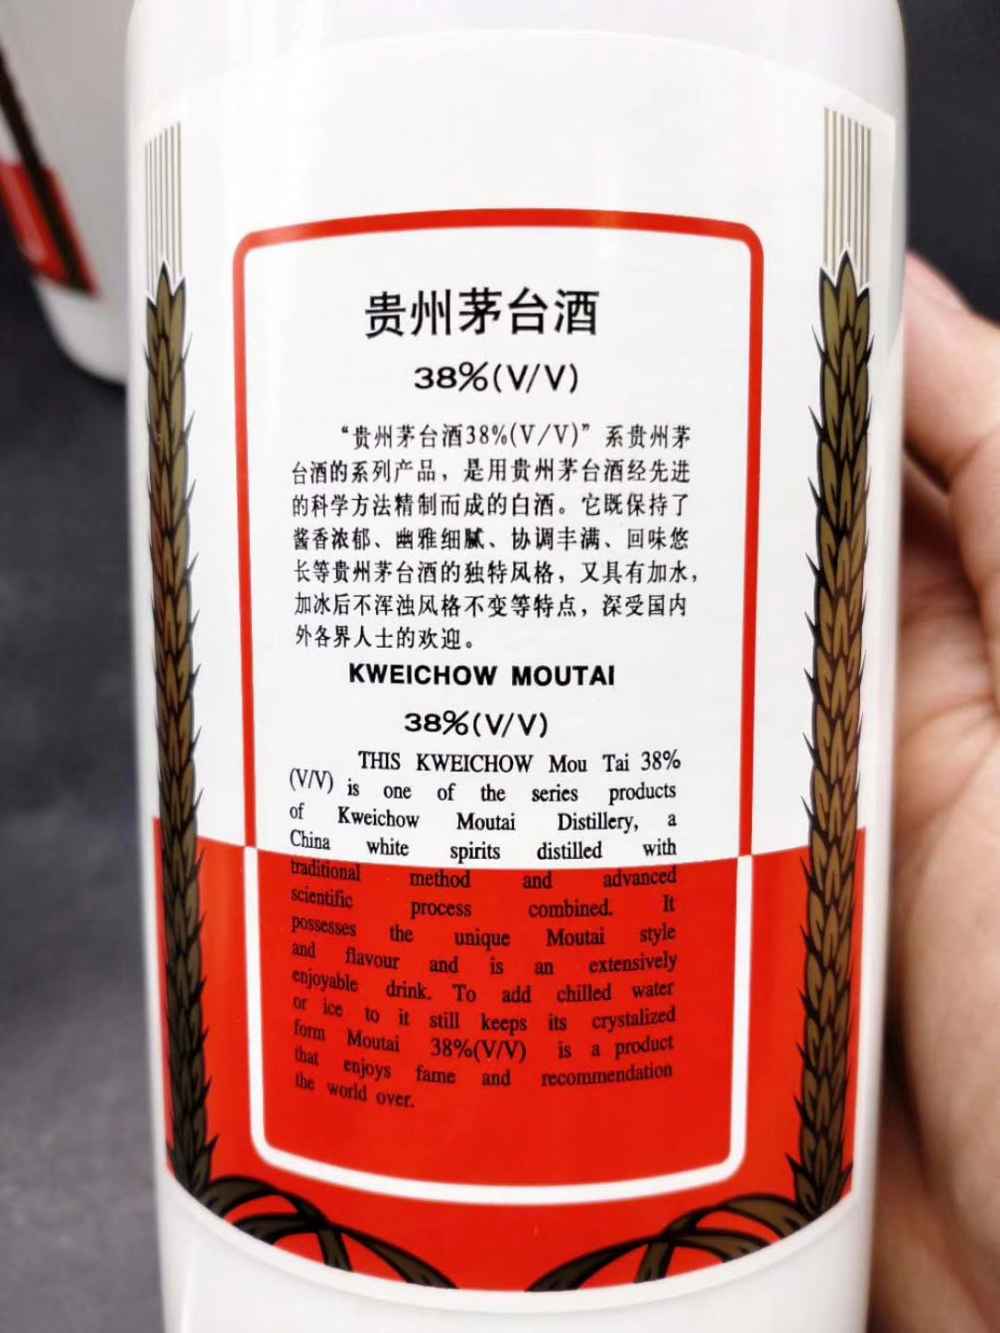 贵州茅台酒
38%(V/V)
“贵州茅台酒38%(V/V)”系贵州茅
台酒的系列产品，是用贵州茅台酒经先进
的科学方法精制而成的白酒。它既保持了
酱香浓郁、幽雅细腻、协调丰满、回味悠
长等贵州茅台酒的独特风格，又具有加水，
加冰后不浑浊风格不变等特点，深受国内
外各界人士的欢迎。
KWEICHOW MOUTAI
38%(V/V)
THIS KWEICHOW Mou Tai 38%
(V/V) is one of the series products
of Kweichow Moutai Distillery, a
China white spirits distilled with
traditional method and advanced
scientific process combined. It
possesses the unique Moutai style
and flavour and is an extensively
enjoyable drink. To add chilled water
or ice to it still keeps its crystalized
form Moutai 38%(V/V) is a product
that enjoys fame and recommendation
the world over.